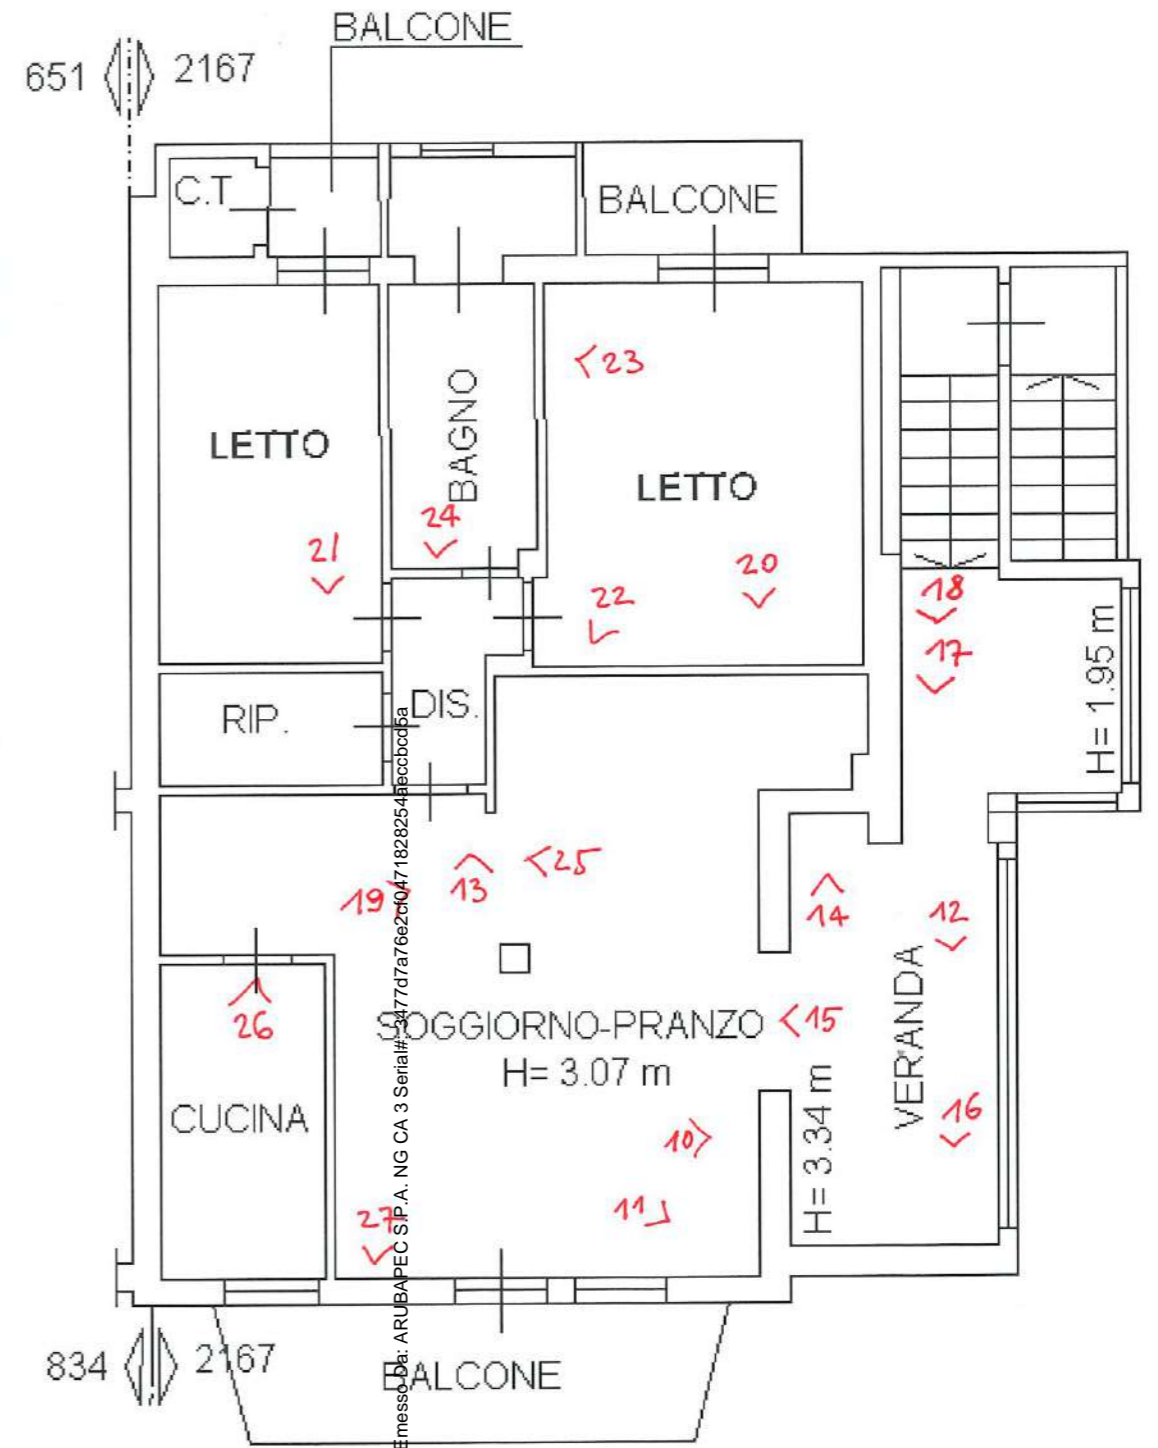 BALCONE
651 2167
C.T
BALCONE
23
BAGNO
LETTO
LETTO
24
21
20
22
18
17
H= 1.95 m
RIP.
DIS.
25
19
13
14
12
VERANDA
SOGGIORNO-PRANZO
15
26
H= 3.07 m
H= 3.34 m
CUCINA
16
10
11
27
834 2167
BALCONE
Emesso Da: ARUBAPEC S.P.A. NG CA 3 Serial#: 3477d7a76e2cf0471828254aeccbcd5a